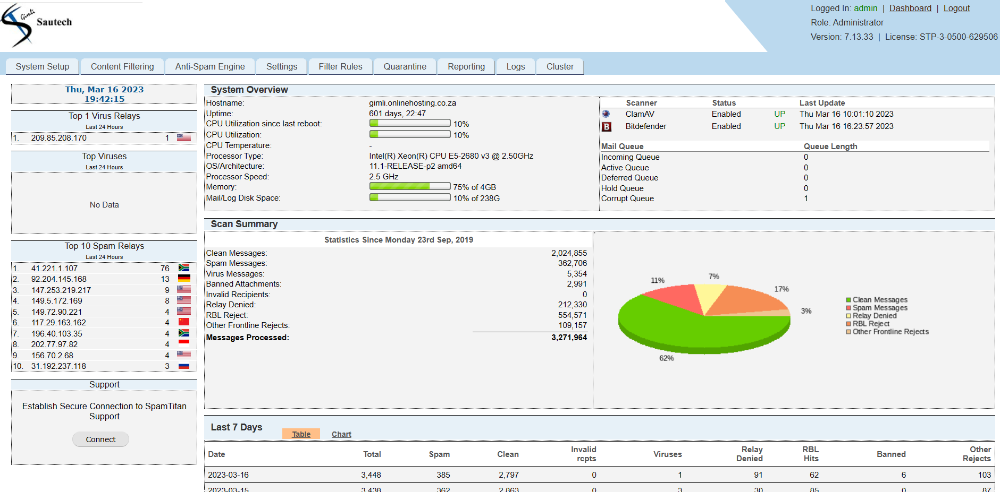 Gimli
Sautech
Logged In: admin | Dashboard | Logout
Role: Administrator
Version: 7.13.33 | License: STP-3-0500-629506
System Setup Content Filtering Anti-Spam Engine Settings Filter Rules Quarantine Reporting Logs Cluster
Thu, Mar 16 2023
19:42:15
Top 1 Virus Relays
Last 24 Hours
1. 209.85.208.170 1
Top Viruses
Last 24 Hours
No Data
Top 10 Spam Relays
Last 24 Hours
1. 41.221.1.107 76
2. 92.204.145.168 13
3. 147.253.219.217 9
4. 149.5.172.169 8
5. 149.72.90.221 4
6. 117.29.163.162 4
7. 196.40.103.35 4
8. 202.77.97.82 4
9. 156.70.2.68 4
10. 31.192.237.118 3
Support
Establish Secure Connection to SpamTitan
Support
Connect
System Overview
Hostname: gimli.onlinehosting.co.za
Uptime: 601 days, 22:47
CPU Utilization since last reboot: 10%
CPU Utilization: 10%
CPU Temperature: -
Processor Type: Intel(R) Xeon(R) CPU E5-2680 v3 @ 2.50GHz
OS/Architecture: 11.1-RELEASE-p2 amd64
Processor Speed: 2.5 GHz
Memory: 75% of 4GB
Mail/Log Disk Space: 10% of 238G
Scanner Status Last Update
ClamAV Enabled UP Thu Mar 16 10:01:10 2023
B Bitdefender Enabled UP Thu Mar 16 16:23:57 2023
Mail Queue Queue Length
Incoming Queue 0
Active Queue 0
Deferred Queue 0
Hold Queue 0
Corrupt Queue 1
Scan Summary
Statistics Since Monday 23rd Sep, 2019
Clean Messages: 2,024,855
Spam Messages: 362,706
Virus Messages: 5,354
Banned Attachments: 2,991
Invalid Recipients: 0
Relay Denied: 212,330
RBL Reject: 554,571
Other Frontline Rejects: 109,157
Messages Processed: 3,271,964
11%
7%
17%
3%
62%
Clean Messages
Spam Messages
Relay Denied
RBL Reject
Other Frontline Rejects
Last 7 Days Table Chart
Date Total Spam Clean Invalid rcpts Viruses Relay Denied RBL Hits Banned Other Rejects
2023-03-16 3,448 385 2,797 0 1 91 62 6 103
2023-03-15 3,438 362 2,863 0 3 30 85 0 87